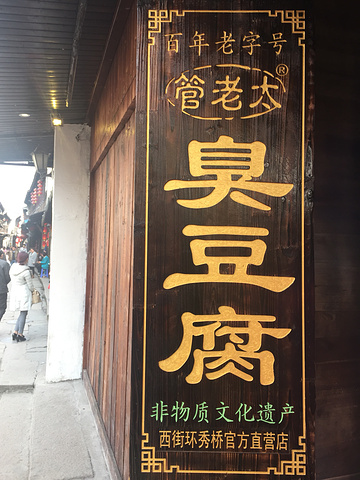 百年老字号
管老太®
臭豆腐
非物质文化遗产
西街环秀桥官方直营店